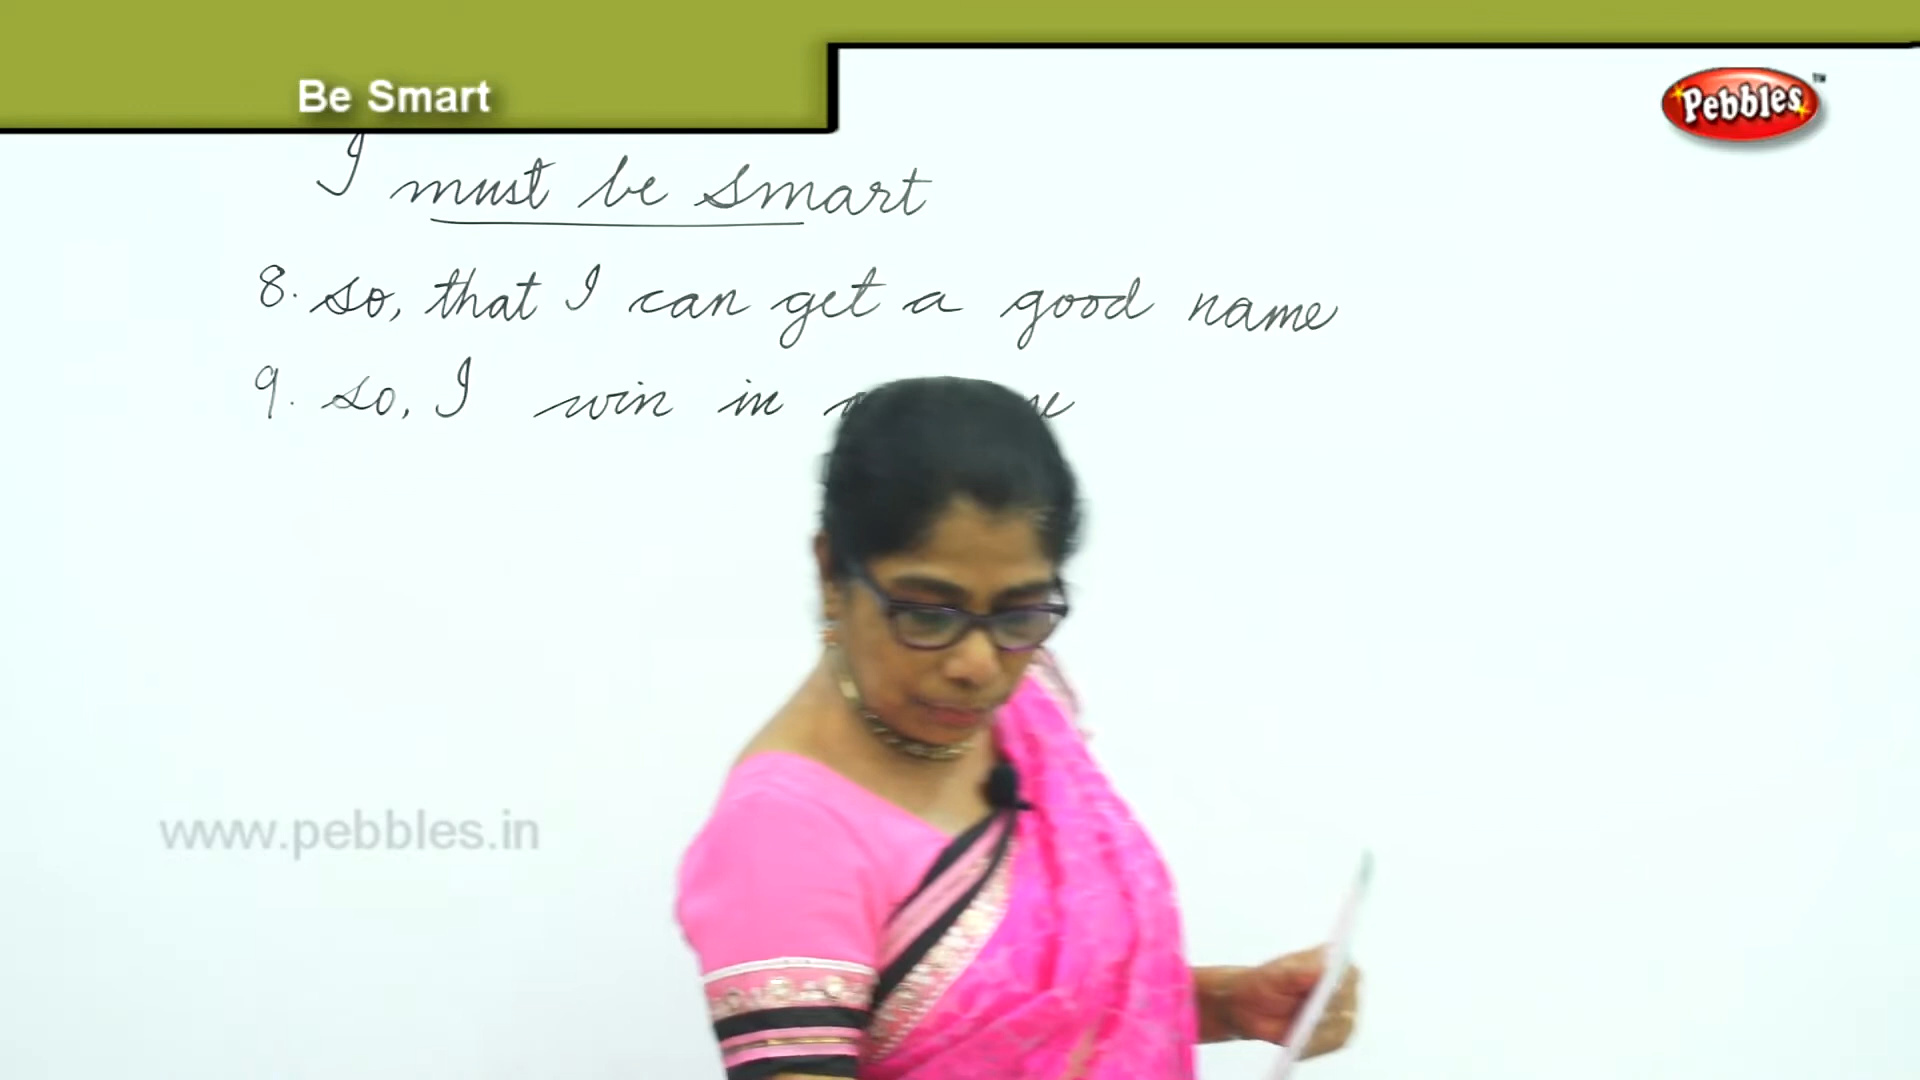 Be Smart
Pebbles™
I must be smart
8. so, that I can get a good name
9. so, I win in
www.pebbles.in